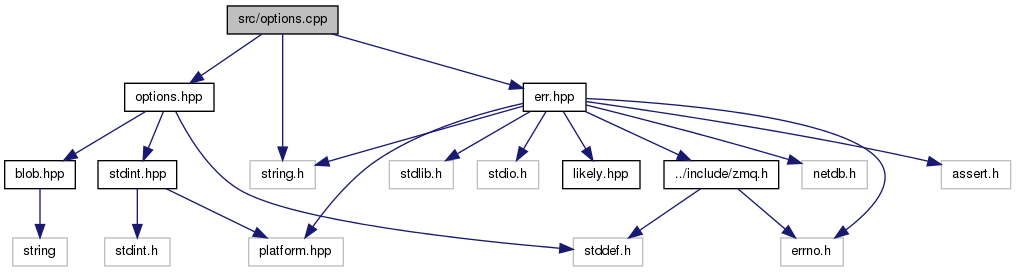 src/options.cpp
options.hpp
err.hpp
blob.hpp
stdint.hpp
string.h
stdlib.h
stdio.h
likely.hpp
../include/zmq.h
netdb.h
assert.h
string
stdint.h
platform.hpp
stddef.h
errno.h